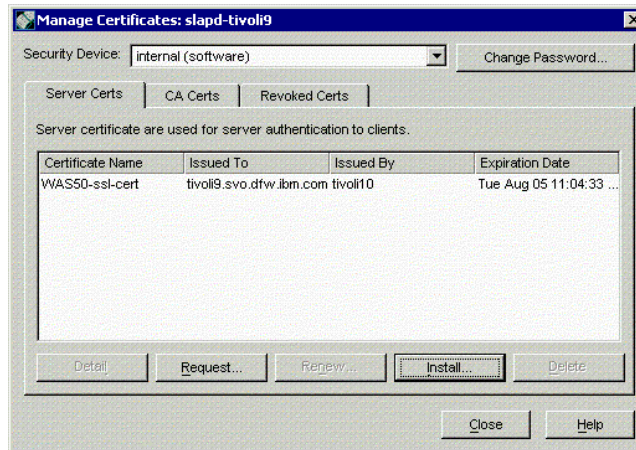 Manage Certificates: slapd-tivoli9
Security Device: internal (software) Change Password...
Server Certs CA Certs Revoked Certs
Server certificate are used for server authentication to clients.
Certificate Name Issued To Issued By Expiration Date
WAS50-ssl-cert tivoli9.svo.dfw.ibm.com tivoli10 Tue Aug 05 11:04:33 ...
Detail Request... Renew... Install... Delete
Close Help